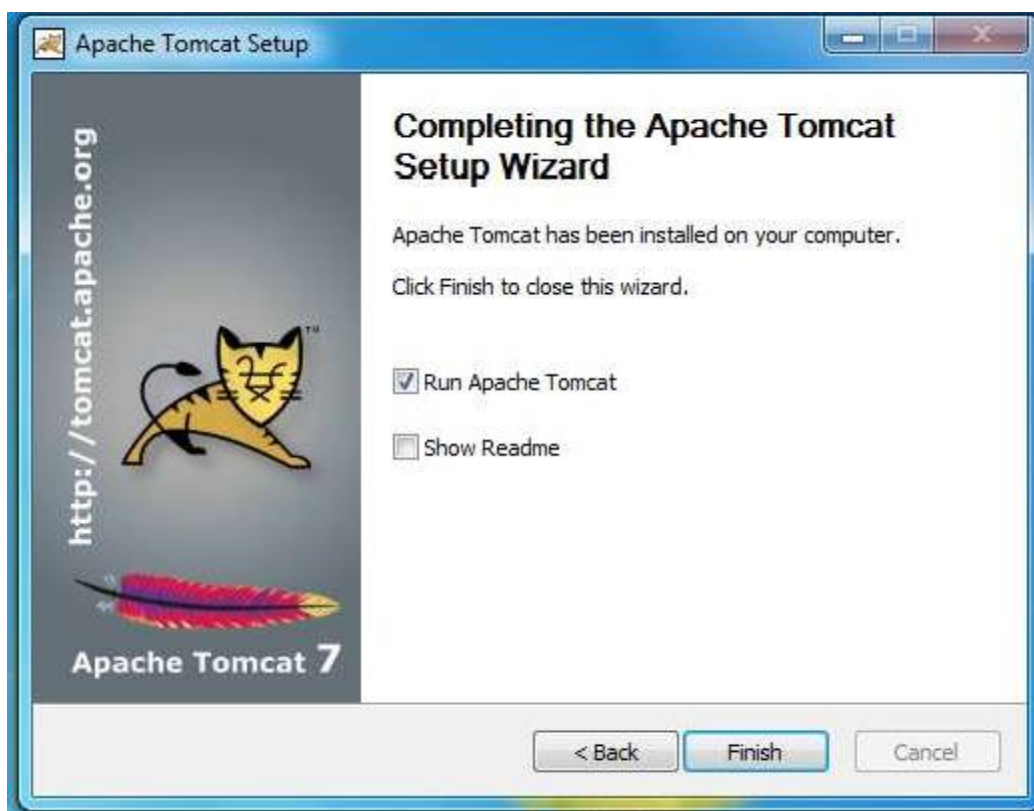 Apache Tomcat Setup
http://tomcat.apache.org
TM
Apache Tomcat 7
Completing the Apache Tomcat
Setup Wizard
Apache Tomcat has been installed on your computer.
Click Finish to close this wizard.
Run Apache Tomcat
Show Readme
< Back
Finish
Cancel